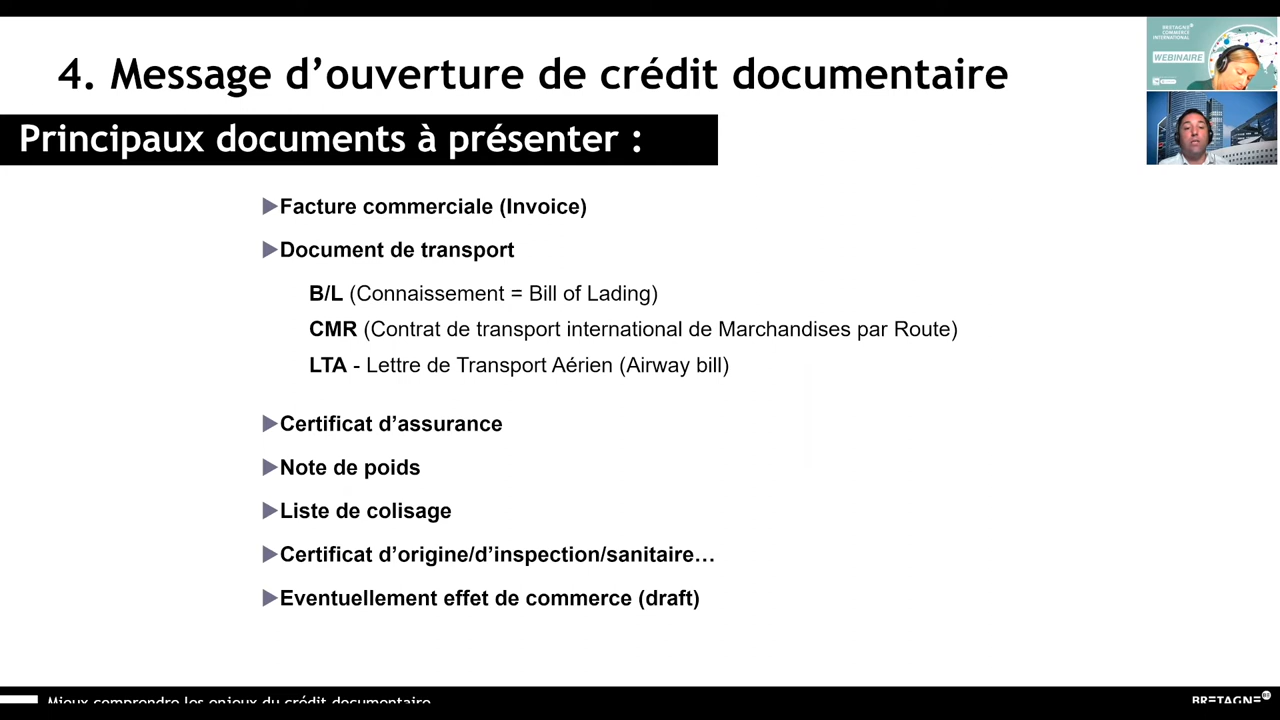 4. Message d’ouverture de crédit documentaire
Principaux documents à présenter :
Facture commerciale (Invoice)
Document de transport
B/L (Connaissement = Bill of Lading)
CMR (Contrat de transport international de Marchandises par Route)
LTA - Lettre de Transport Aérien (Airway bill)
Certificat d’assurance
Note de poids
Liste de colisage
Certificat d’origine/d’inspection/sanitaire…
Eventuellement effet de commerce (draft)
BRETAGNE
COMMERCE
INTERNATIONAL
WEBINAIRE
Mieux comprendre les enjeux du crédit documentaire
BRETAGNE